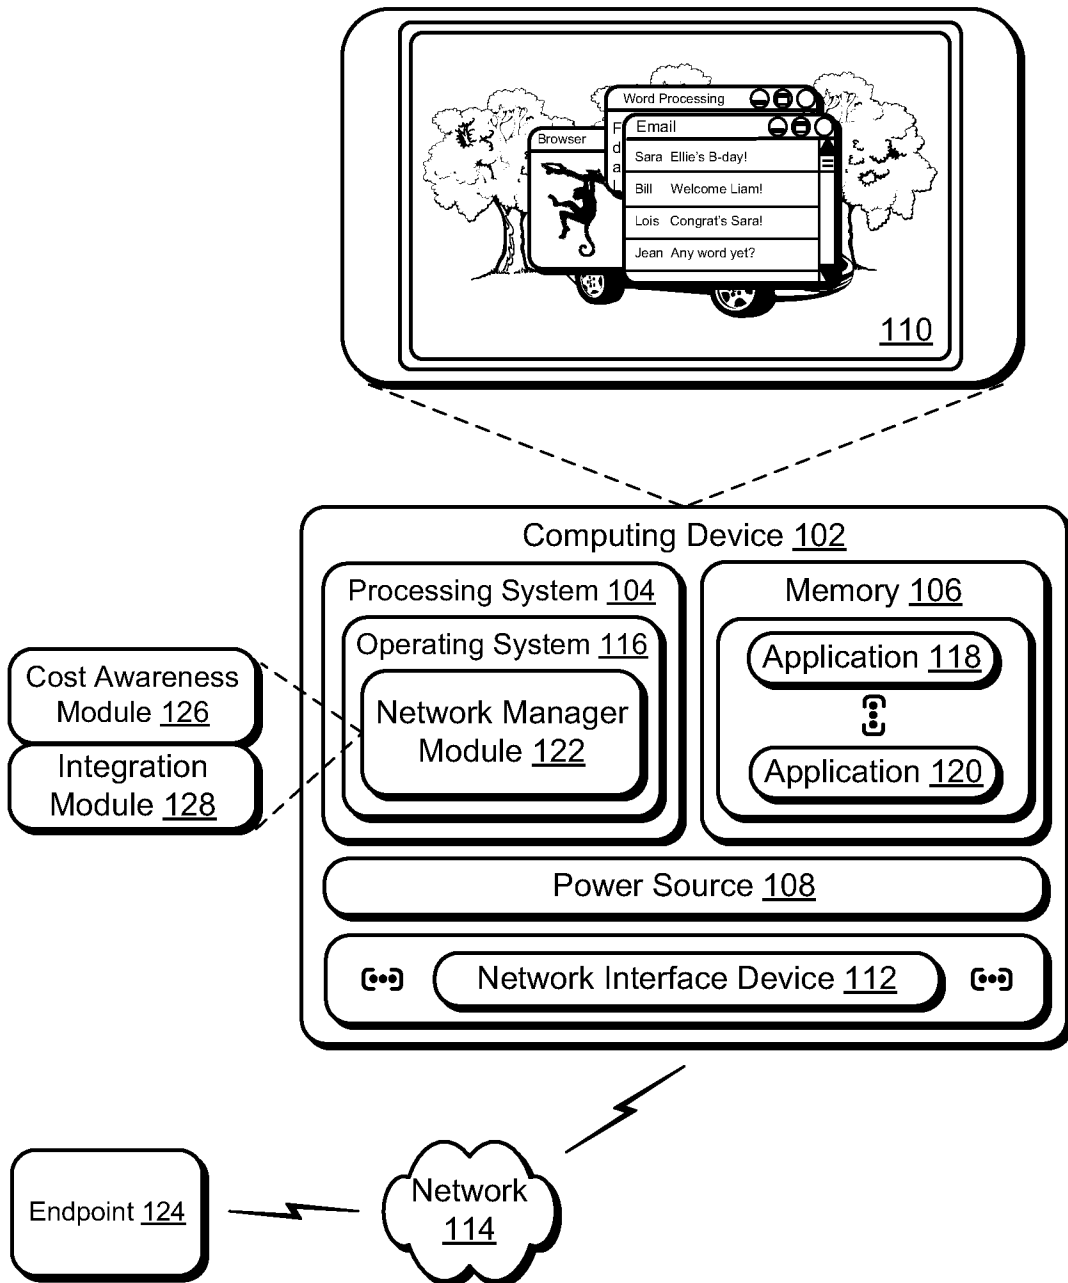 Word Processing
Browser
F
d
a
l
Email
Sara Ellie's B-day!
Bill Welcome Liam!
Lois Congrat's Sara!
Jean Any word yet?
110
Computing Device 102
Processing System 104
Operating System 116
Network Manager
Module 122
Memory 106
Application 118
Application 120
Cost Awareness
Module 126
Integration
Module 128
Power Source 108
Network Interface Device 112
Network
114
Endpoint 124